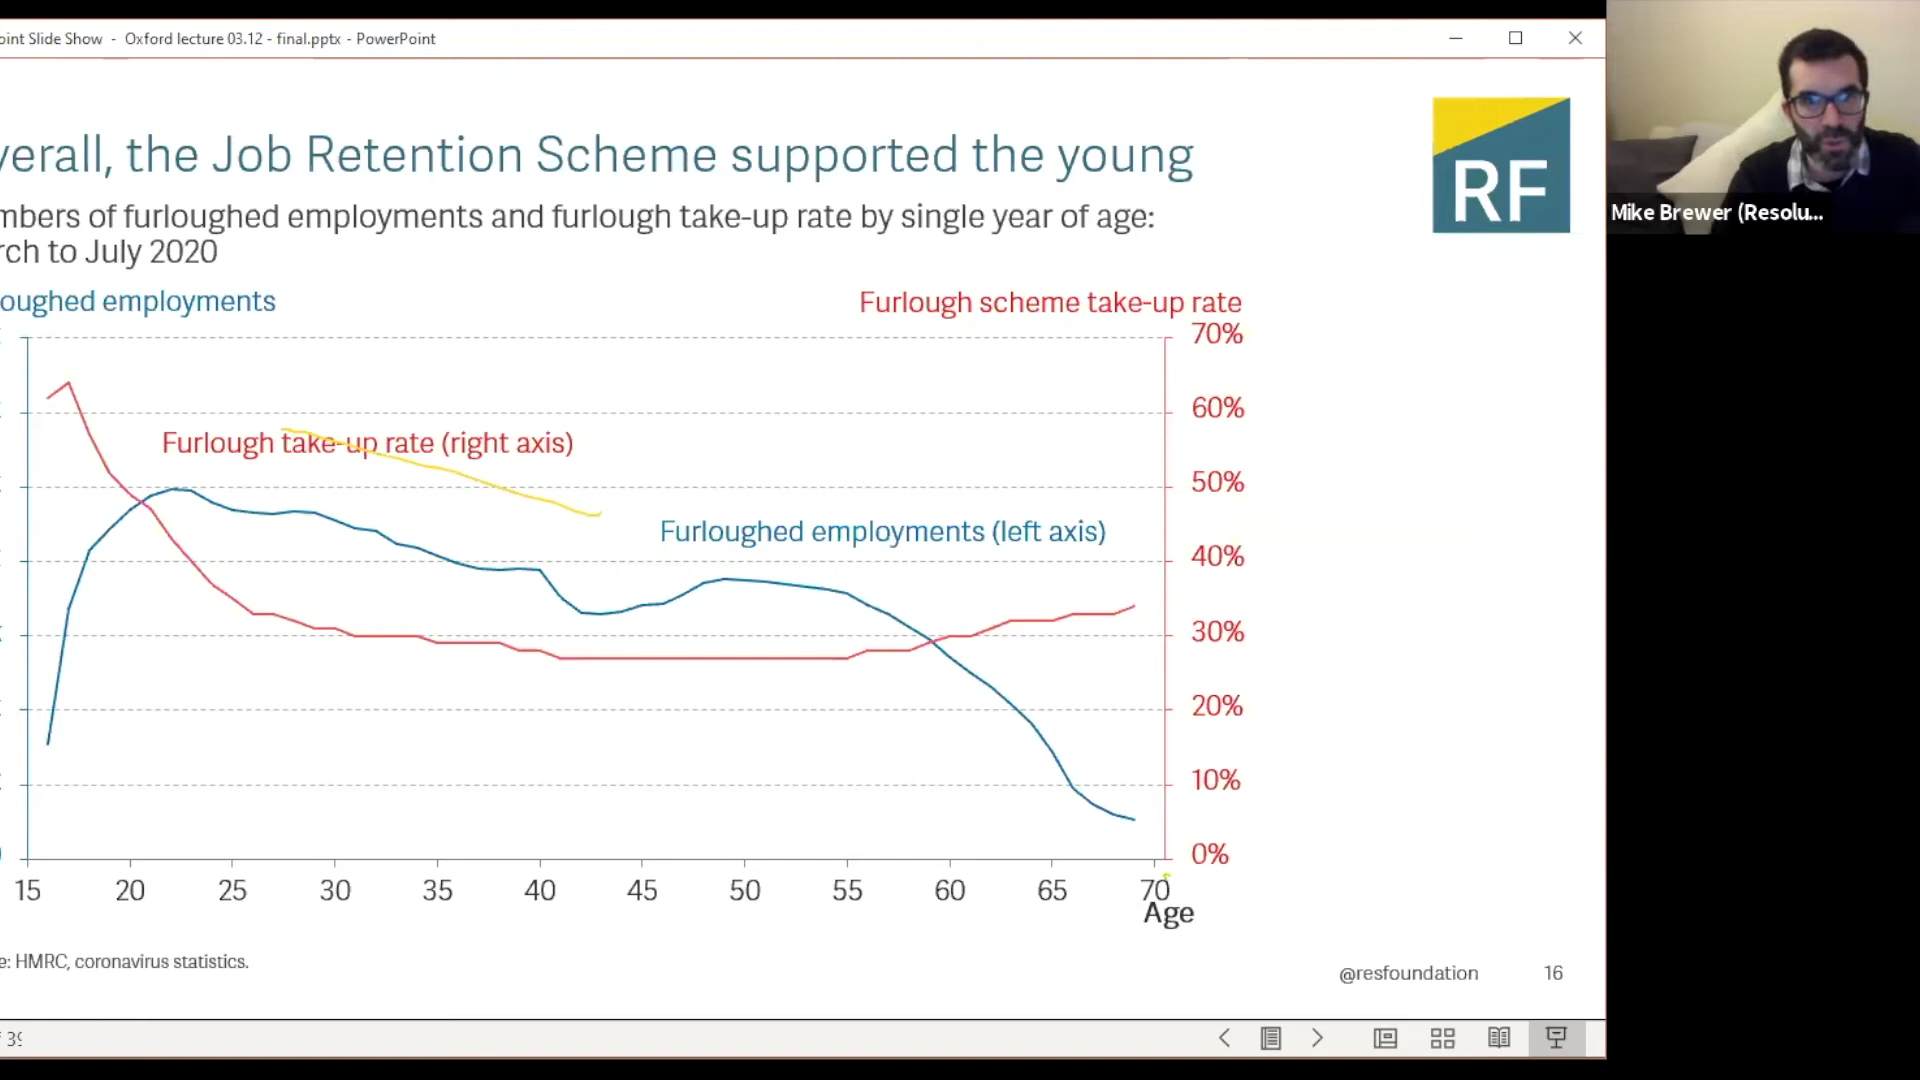 oint Slide Show - Oxford lecture 03.12 - final.pptx - PowerPoint
verall, the Job Retention Scheme supported the young
mbers of furloughed employments and furlough take-up rate by single year of age:
rch to July 2020
RF
Mike Brewer (Resolu...
oughed employments
Furlough scheme take-up rate
70%
60%
Furlough take-up rate (right axis)
50%
Furloughed employments (left axis)
40%
30%
20%
10%
0%
15 20 25 30 35 40 45 50 55 60 65 70
Age
e: HMRC, coronavirus statistics.
@resfoundation 16
f 39